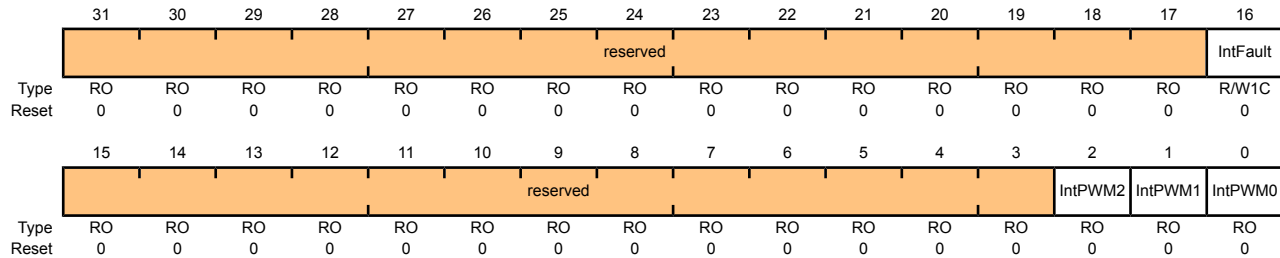 31 30 29 28 27 26 25 24 23 22 21 20 19 18 17 16
reserved IntFault
Type RO RO RO RO RO RO RO RO RO RO RO RO RO RO RO R/W1C
Reset 0 0 0 0 0 0 0 0 0 0 0 0 0 0 0 0
15 14 13 12 11 10 9 8 7 6 5 4 3 2 1 0
reserved IntPWM2 IntPWM1 IntPWM0
Type RO RO RO RO RO RO RO RO RO RO RO RO RO RO RO RO
Reset 0 0 0 0 0 0 0 0 0 0 0 0 0 0 0 0